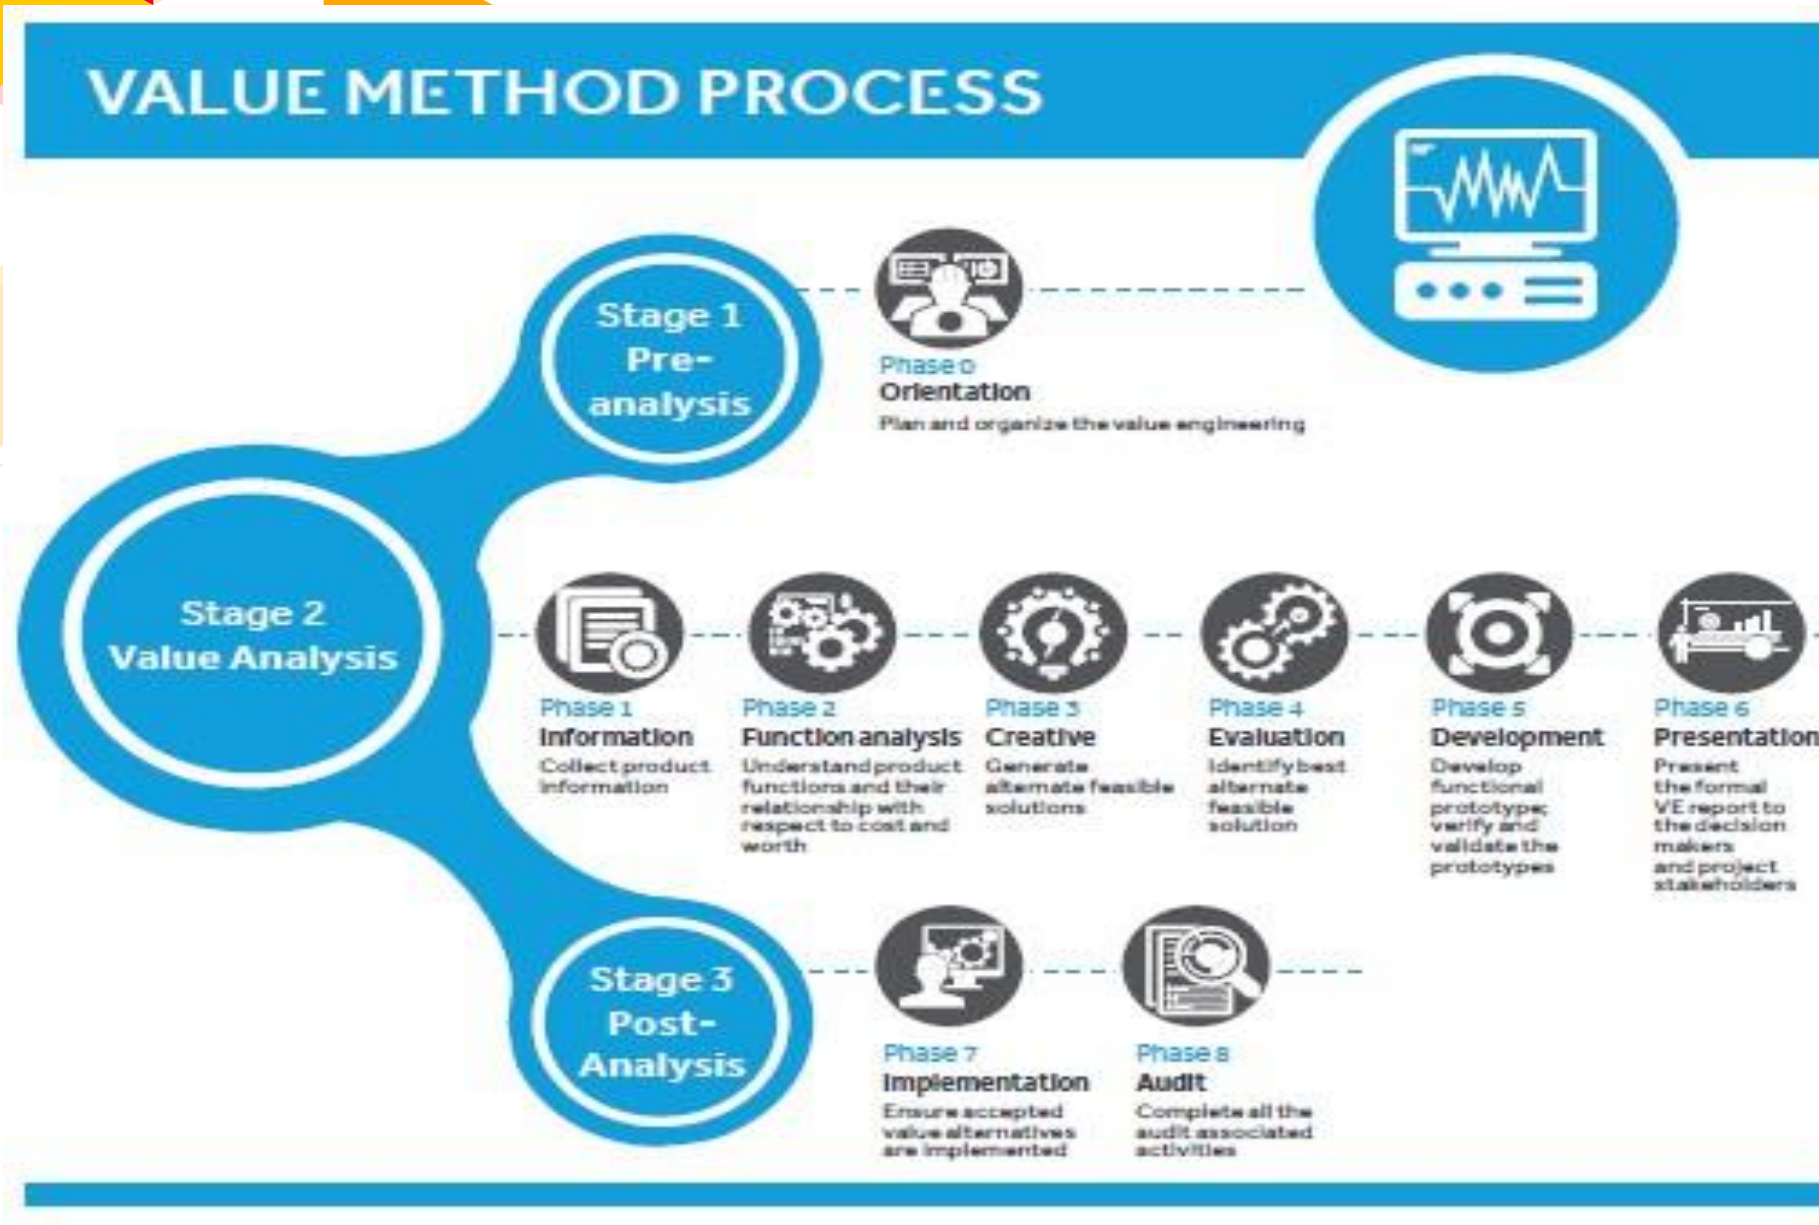 VALUE METHOD PROCESS
Stage 1
Pre-
analysis
Phase 0
Orientation
Plan and organize the value engineering
Stage 2
Value Analysis
Phase 1
Information
Collect product
information
Phase 2
Function analysis
Understand product
functions and their
relationship with
respect to cost and
worth
Phase 3
Creative
Generate
alternate feasible
solutions
Phase 4
Evaluation
Identify best
alternate
feasible
solution
Phase 5
Development
Develop
functional
prototype;
verify and
validate the
prototypes
Phase 6
Presentation
Present
the formal
VE report to
the decision
makers
and project
stakeholders
Stage 3
Post-
Analysis
Phase 7
Implementation
Ensure accepted
value alternatives
are implemented
Phase 8
Audit
Complete all the
audit associated
activities